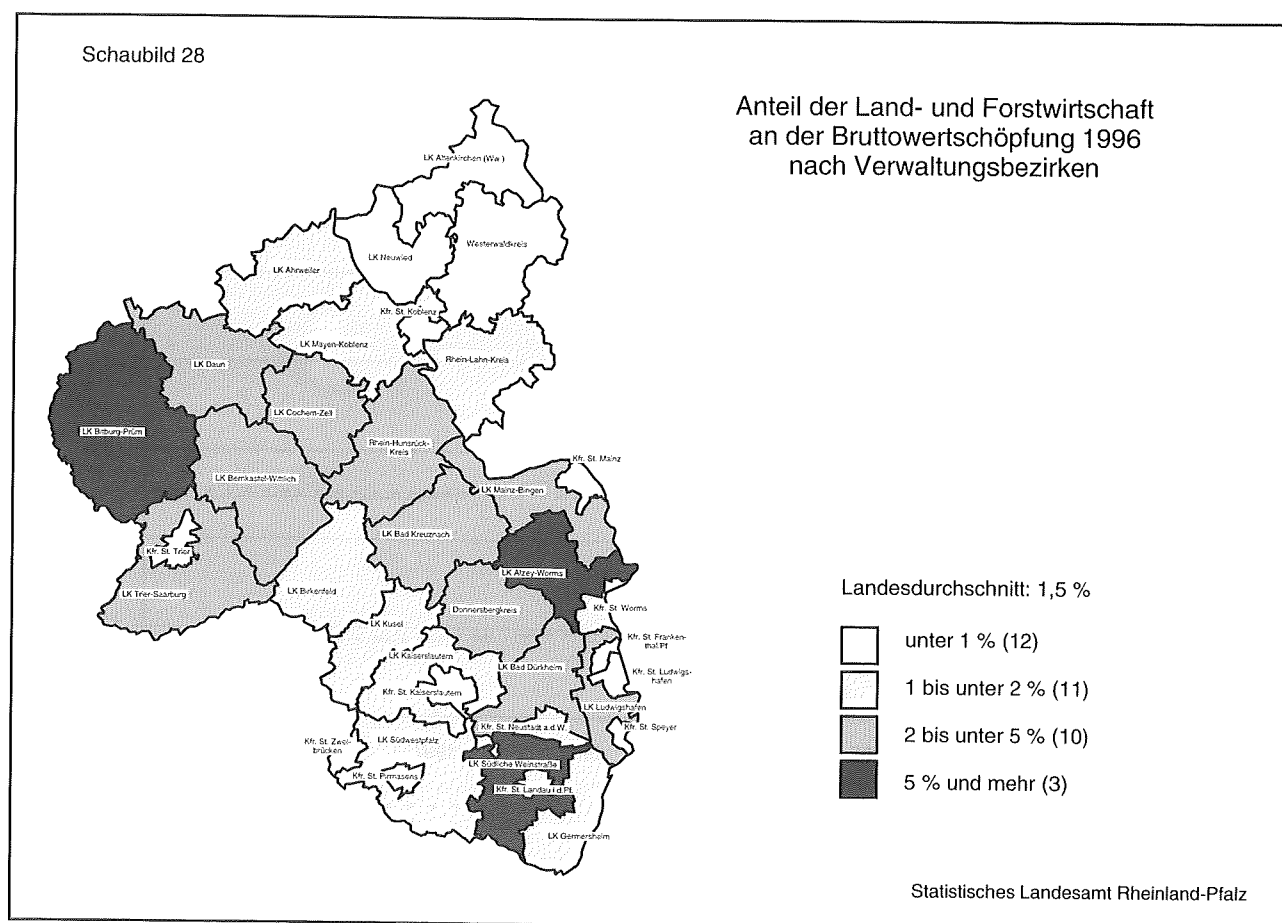 Schaubild 28
Anteil der Land- und Forstwirtschaft
an der Bruttowertschöpfung 1996
nach Verwaltungsbezirken
LK Altenkirchen (Ww.)
Westerwaldkreis
LK Neuwied
LK Ahrweiler
Kfr. St. Koblenz
LK Mayen-Koblenz
Rhein-Lahn-Kreis
LK Daun
LK Cochem-Zell
LK Bitburg-Prüm
Rhein-Hunsrück-
Kreis
Kfr. St. Mainz
LK Bernkastel-Wittlich
LK Mainz-Bingen
LK Bad Kreuznach
Kfr. St. Trier
LK Alzey-Worms
LK Trier-Saarburg
LK Birkenfeld
Donnersbergkreis
Kfr. St. Worms
LK Kusel
Kfr. St. Franken-
thal Pf.
LK Kaiserslautern
LK Bad Dürkheim
Kfr. St. Ludwigs-
hafen
Kfr. St. Kaiserslautern
LK Ludwigshafen
Kfr. St. Neustadt a.d.W.
Kfr. St. Speyer
Kfr. St. Zwei-
brücken
LK Südwestpfalz
LK Südliche Weinstraße
Kfr. St. Pirmasens
Kfr. St. Landau i.d.Pf.
LK Germersheim
Landesdurchschnitt: 1,5 %
unter 1 % (12)
1 bis unter 2 % (11)
2 bis unter 5 % (10)
5 % und mehr (3)
Statistisches Landesamt Rheinland-Pfalz